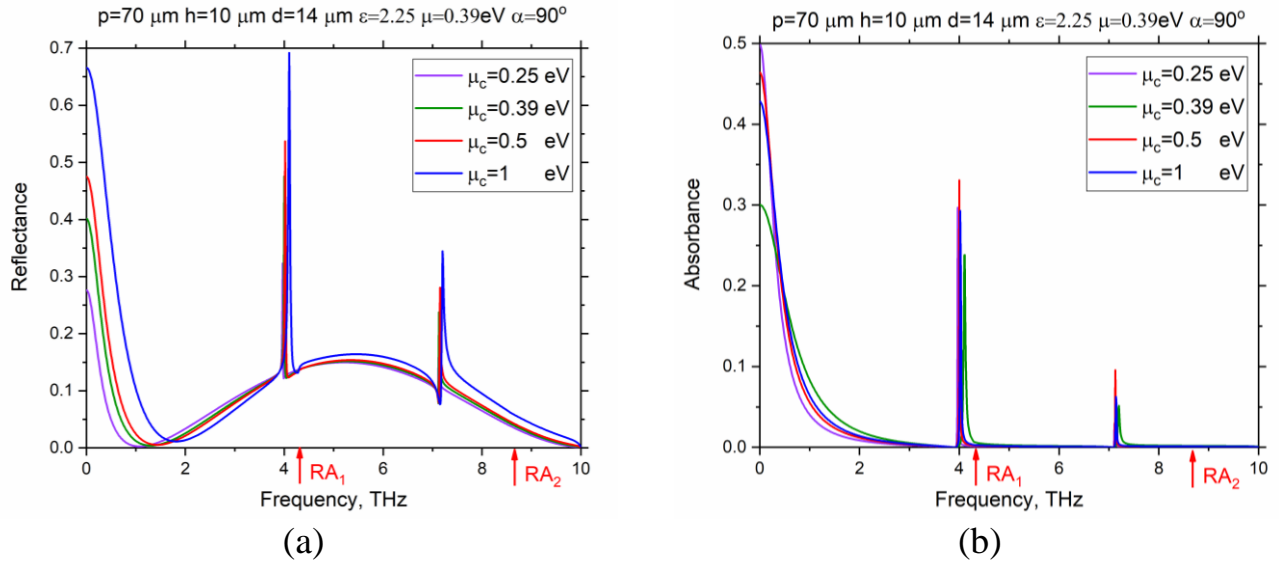 p=70 μm h=10 μm d=14 μm ε=2.25 μ=0.39eV α=90°
0.7
0.6
0.5
0.4
0.3
0.2
0.1
0.0
Reflectance
μc=0.25 eV
μc=0.39 eV
μc=0.5 eV
μc=1 eV
0 2 4 6 8 10
RA1 RA2
Frequency, THz
(a)
p=70 μm h=10 μm d=14 μm ε=2.25 μ=0.39eV α=90°
0.5
0.4
0.3
0.2
0.1
0.0
Absorbance
μc=0.25 eV
μc=0.39 eV
μc=0.5 eV
μc=1 eV
0 2 4 6 8 10
RA1 RA2
Frequency, THz
(b)